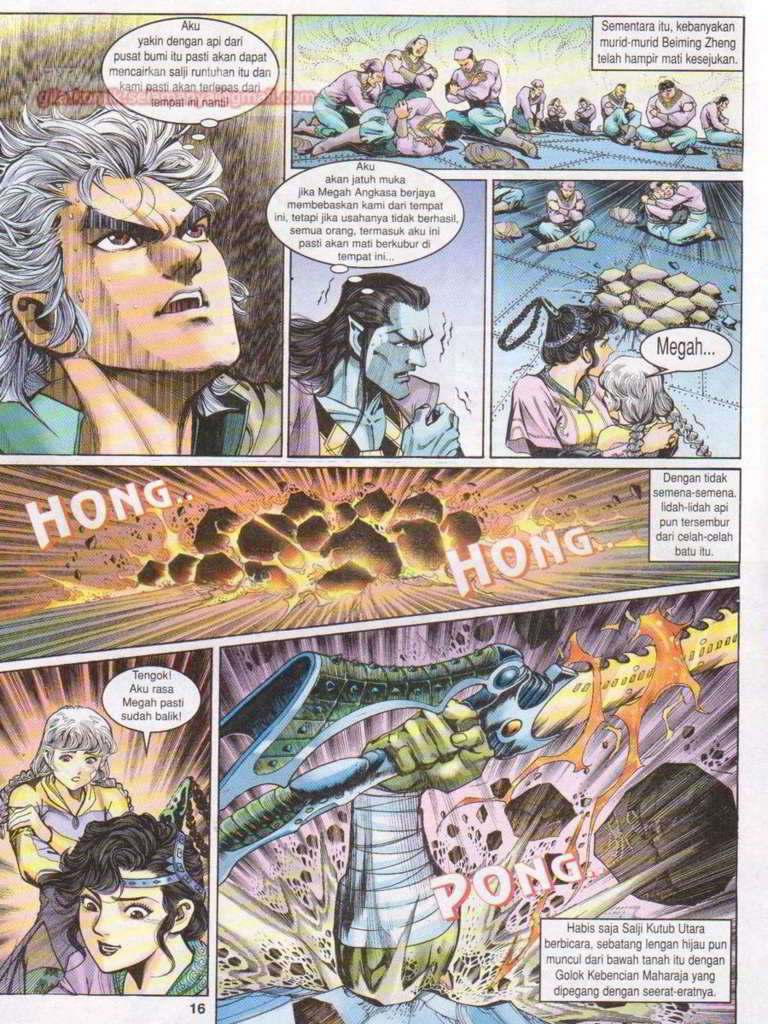 Aku
yakin dengan api dari
pusat bumi itu pasti akan dapat
mencairkan salji runtuhan itu dan
kami pasti akan terlepas dari
tempat ini nanti!
Sementara itu, kebanyakan
murid-murid Beiming Zheng
telah hampir mati kesejukan.
Aku
akan jatuh muka
jika Megah Angkasa berjaya
membebaskan kami dari tempat
ini, tetapi jika usahanya tidak berhasil,
semua orang, termasuk aku ini
pasti akan mati berkubur di
tempat ini...
Megah...
HONG..
HONG..
Dengan tidak
semena-semena.
lidah-lidah api
pun tersembur
dari celah-celah
batu itu.
Tengok!
Aku rasa
Megah pasti
sudah balik!
PONG..
Habis saja Salji Kutub Utara
berbicara, sebatang lengan hijau pun
muncul dari bawah tanah itu dengan
Golok Kebencian Maharaja yang
dipegang dengan seerat-eratnya.
16